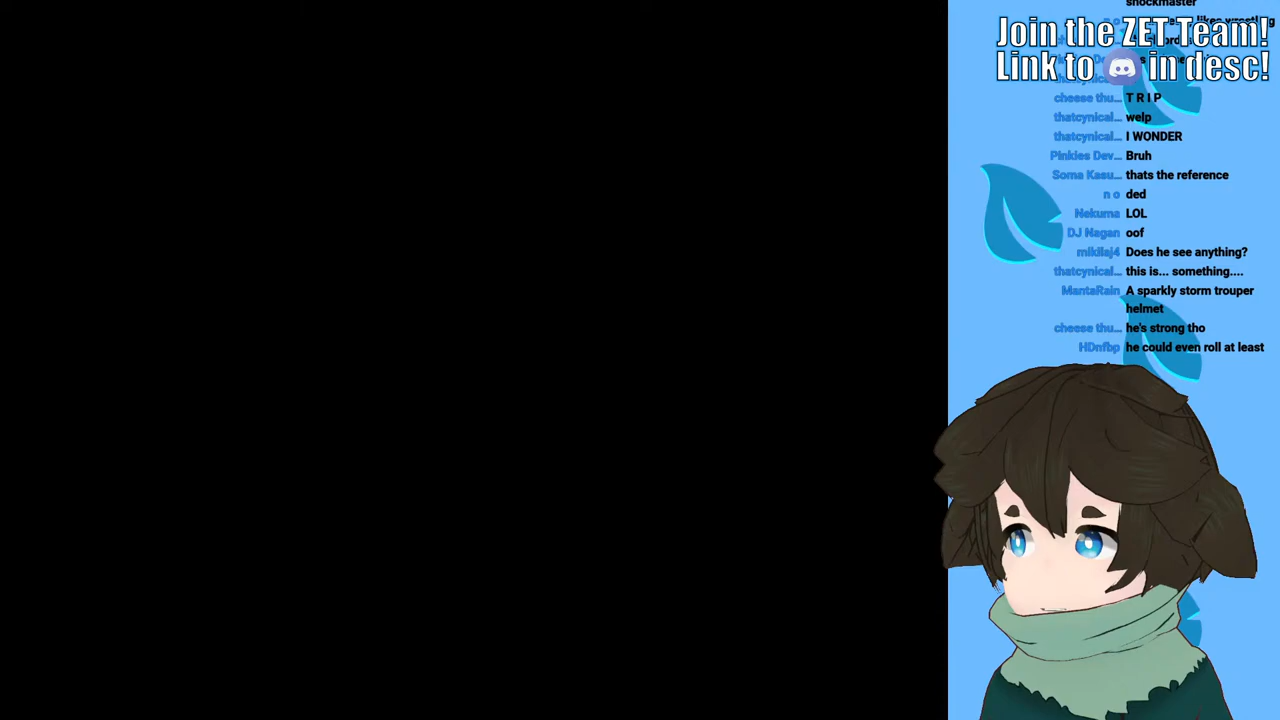 shockmaster
n o likes wrestling
Join the ZET Team!
Link to in desc!
cheese thu... T R I P
thatcynical... welp
thatcynical... I WONDER
Pinkies Dev... Bruh
Soma Kasu... thats the reference
n o ded
Nekuma LOL
DJ Nagan oof
mikilaj4 Does he see anything?
thatcynical... this is... something....
MantaRain A sparkly storm trouper
helmet
cheese thu... he's strong tho
HDnfbp he could even roll at least